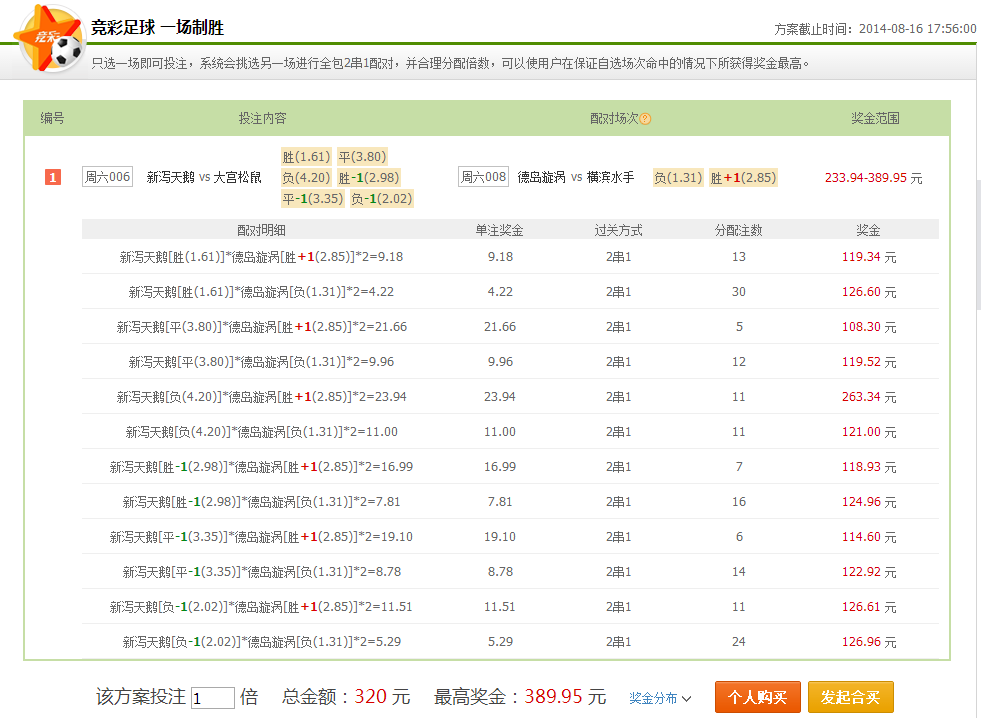 竞彩
竞彩足球 一场制胜
方案截止时间：2014-08-16 17:56:00
只选一场即可投注，系统会挑选另一场进行全包2串1配对，并合理分配倍数，可以使用户在保证自选场次命中的情况下所获得奖金最高。
编号 投注内容 配对场次? 奖金范围
胜(1.61) 平(3.80)
1 周六006 新泻天鹅 vs 大宫松鼠 负(4.20) 胜-1(2.98) 周六008 德岛旋涡 vs 横滨水手 负(1.31) 胜+1(2.85) 233.94-389.95 元
平-1(3.35) 负-1(2.02)
配对明细 单注奖金 过关方式 分配注数 奖金
新泻天鹅[胜(1.61)]*德岛旋涡[胜+1(2.85)]*2=9.18 9.18 2串1 13 119.34 元
新泻天鹅[胜(1.61)]*德岛旋涡[负(1.31)]*2=4.22 4.22 2串1 30 126.60 元
新泻天鹅[平(3.80)]*德岛旋涡[胜+1(2.85)]*2=21.66 21.66 2串1 5 108.30 元
新泻天鹅[平(3.80)]*德岛旋涡[负(1.31)]*2=9.96 9.96 2串1 12 119.52 元
新泻天鹅[负(4.20)]*德岛旋涡[胜+1(2.85)]*2=23.94 23.94 2串1 11 263.34 元
新泻天鹅[负(4.20)]*德岛旋涡[负(1.31)]*2=11.00 11.00 2串1 11 121.00 元
新泻天鹅[胜-1(2.98)]*德岛旋涡[胜+1(2.85)]*2=16.99 16.99 2串1 7 118.93 元
新泻天鹅[胜-1(2.98)]*德岛旋涡[负(1.31)]*2=7.81 7.81 2串1 16 124.96 元
新泻天鹅[平-1(3.35)]*德岛旋涡[胜+1(2.85)]*2=19.10 19.10 2串1 6 114.60 元
新泻天鹅[平-1(3.35)]*德岛旋涡[负(1.31)]*2=8.78 8.78 2串1 14 122.92 元
新泻天鹅[负-1(2.02)]*德岛旋涡[胜+1(2.85)]*2=11.51 11.51 2串1 11 126.61 元
新泻天鹅[负-1(2.02)]*德岛旋涡[负(1.31)]*2=5.29 5.29 2串1 24 126.96 元
该方案投注 1 倍 总金额：320 元 最高奖金：389.95 元 奖金分布 个人购买 发起合买